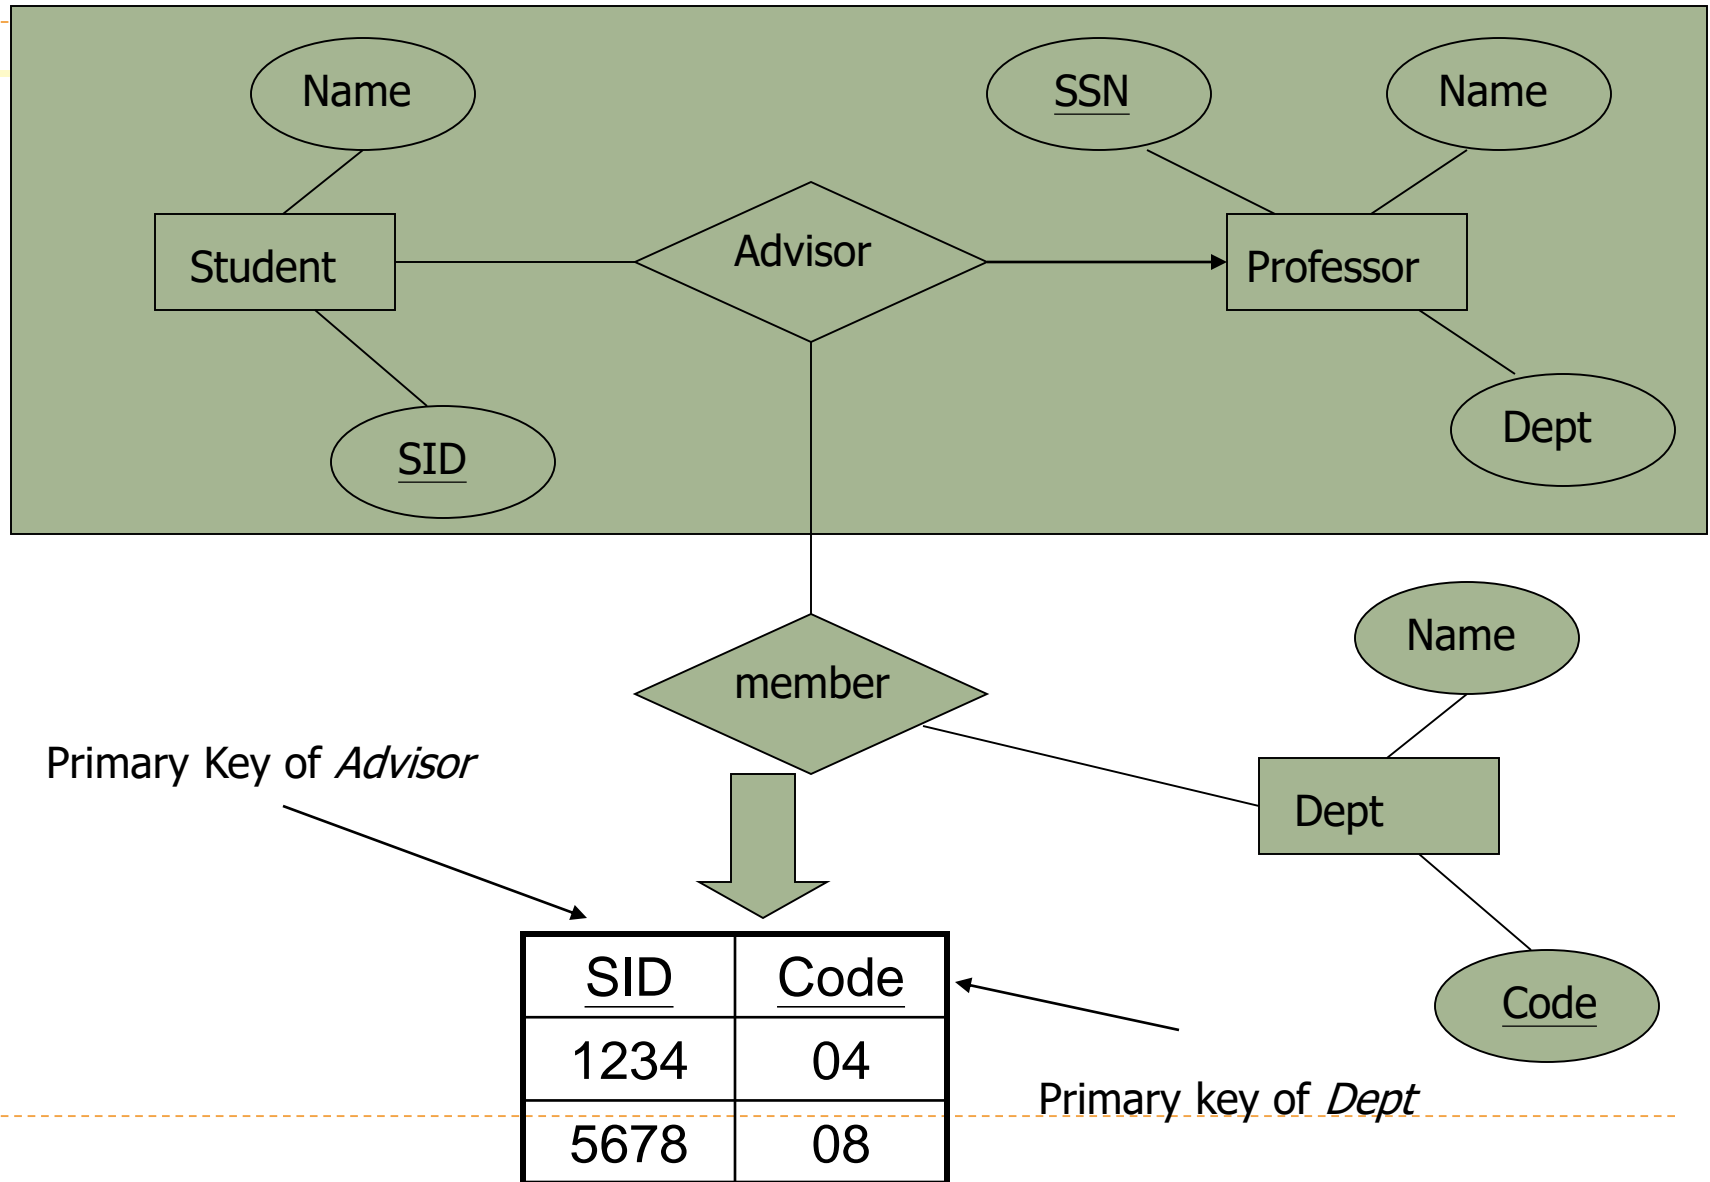 Name
SSN
Name
Student
Advisor
Professor
SID
Dept
Name
member
Primary Key of Advisor
Dept
SID Code
1234 04
5678 08
Code
Primary key of Dept